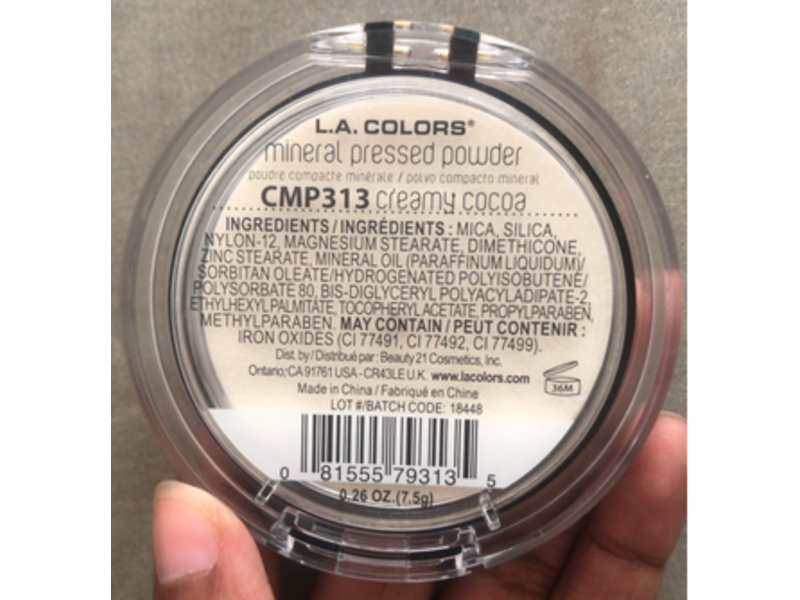 L.A. COLORS®
mineral pressed powder
poudre compacte minérale / polvo compacto mineral
CMP313 creamy cocoa
INGREDIENTS / INGRÉDIENTS : MICA, SILICA,
NYLON-12, MAGNESIUM STEARATE, DIMETHICONE,
ZINC STEARATE, MINERAL OIL (PARAFFINUM LIQUIDUM)/
SORBITAN OLEATE/HYDROGENATED POLYISOBUTENE/
POLYSORBATE 80, BIS-DIGLYCERYL POLYACYLADIPATE-2,
ETHYLHEXYL PALMITATE, TOCOPHERYL ACETATE, PROPYLPARABEN,
METHYLPARABEN. MAY CONTAIN / PEUT CONTENIR :
IRON OXIDES (CI 77491, CI 77492, CI 77499).
Dist. by / Distribué par : Beauty 21 Cosmetics, Inc.
Ontario, CA 91761 USA - CR43LE U.K. www.lacolors.com
36M
Made in China / Fabriqué en Chine
LOT #/BATCH CODE: 18448
0 81555 79313 5
0.26 OZ. (7.5g)